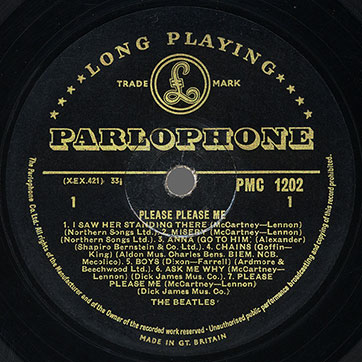 LONG PLAYING
TRADE MARK
£
PARLOPHONE
(X.EX.421) 33⅓ PMC 1202
1 1
PLEASE PLEASE ME
1. I SAW HER STANDING THERE (McCartney—Lennon)
(Northern Songs Ltd.) 2. MISERY (McCartney—Lennon)
(Northern Songs Ltd.) 3. ANNA (GO TO HIM) (Alexander)
(Shapiro Bernstein & Co. Ltd.) 4. CHAINS (Goffin—
King) (Aldon Mus. Charles Bens. BIEM. NCB.
Mecolico). 5. BOYS (Dixon—Farrell) (Ardmore &
Beechwood Ltd.) 6. ASK ME WHY (McCartney—
Lennon) (Dick James Mus. Co.) 7. PLEASE
PLEASE ME (McCartney—Lennon)
(Dick James Mus. Co.)
THE BEATLES
The Parlophone Co. Ltd. All rights of the Manufacturer and of the Owner of the recorded work reserved · Unauthorised public performance broadcasting and copying of this record prohibited.
MADE IN GT. BRITAIN